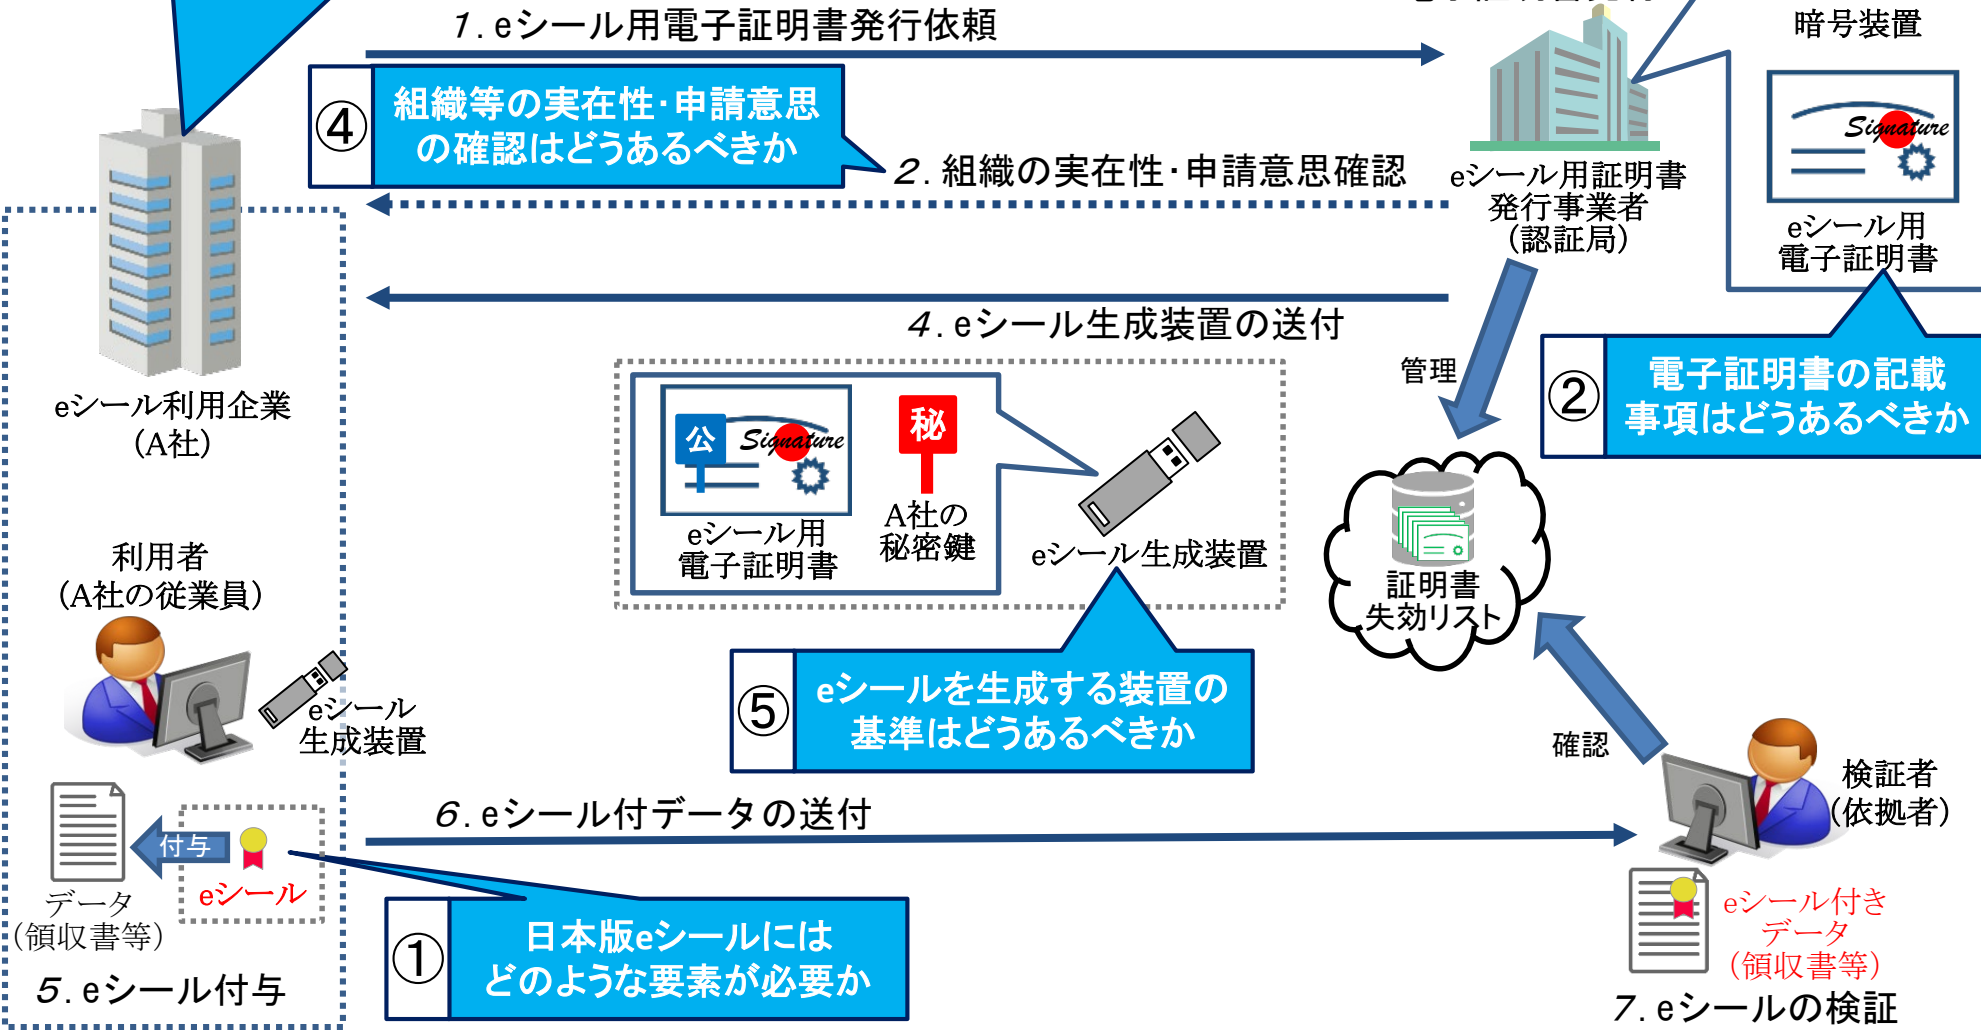 1. eシール用電子証明書発行依頼
暗号装置
④
組織等の実在性・申請意思
の確認はどうあるべきか
2. 組織の実在性・申請意思確認
eシール用証明書
発行事業者
(認証局)
Signature
eシール用
電子証明書
4. eシール生成装置の送付
②
電子証明書の記載
事項はどうあるべきか
管理
eシール利用企業
(A社)
公
Signature
秘
eシール用
電子証明書
A社の
秘密鍵
eシール生成装置
証明書
失効リスト
利用者
(A社の従業員)
eシール
生成装置
⑤
eシールを生成する装置の
基準はどうあるべきか
確認
検証者
(依拠者)
6. eシール付データの送付
付与
eシール
データ
(領収書等)
5. eシール付与
①
日本版eシールには
どのような要素が必要か
eシール付き
データ
(領収書等)
7. eシールの検証